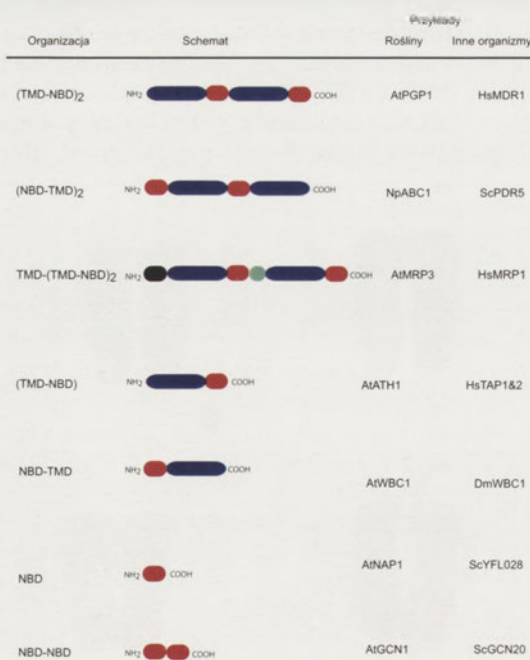 Przykłady
Organizacja Schemat Rośliny Inne organizmy
(TMD-NBD)2 NH2 COOH AtPGP1 HsMDR1
(NBD-TMD)2 NH2 COOH NpABC1 ScPDR5
TMD-(TMD-NBD)2 NH2 COOH AtMRP3 HsMRP1
(TMD-NBD) NH2 COOH AtATH1 HsTAP1&2
NBD-TMD NH2 COOH AtWBC1 DmWBC1
NBD NH2 COOH AtNAP1 ScYFL028
NBD-NBD NH2 COOH AtGCN1 ScGCN20